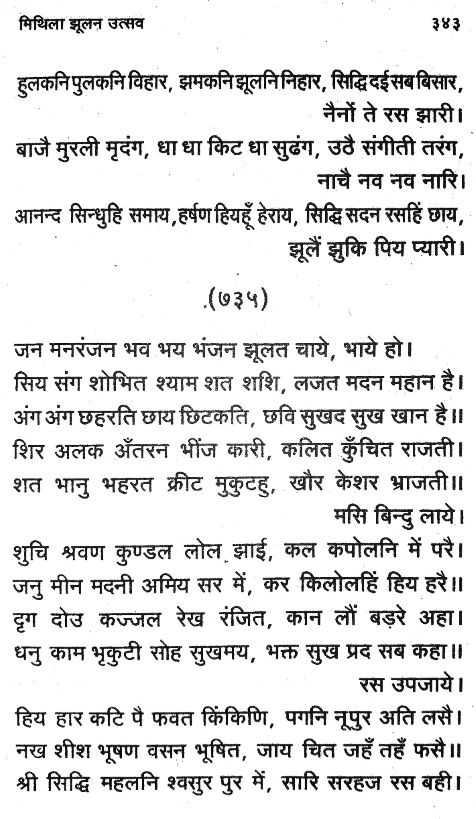 मिथिला झूलन उत्सव ३४३
हुलकनि पुलकनि विहार, झमकनि झूलनि निहार, सिद्धि दई सब बिसार,
नैनों ते रस झारी।
बाजै मुरली मृदंग, धा धा किट धा सुढंग, उठै संगीती तरंग,
नाचै नव नव नारि।
आनन्द सिन्धुहि समाय,हर्षण हियहूँ हेराय, सिद्धि सदन रसहिं छाय,
झूलैं झुकि पिय प्यारी।
(७३५)
जन मनरंजन भव भय भंजन झूलत चाये, भाये हो।
सिय संग शोभित श्याम शत शशि, लजत मदन महान है।
अंग अंग छहरति छाय छिटकति, छवि सुखद सुख खान है॥
शिर अलक अँतरन भींज कारी, कलित कुँचित राजती।
शत भानु भहरत क्रीट मुकुटहु, खौर केशर भ्राजती॥
मसि बिन्दु लाये।
शुचि श्रवण कुण्डल लोल झाई, कल कपोलनि में परै।
जनु मीन मदनी अमिय सर में, कर किलोलहिं हिय हरै॥
दृग दोउ कज्जल रेख रंजित, कान लौं बड़रे अहा।
धनु काम भृकुटी सोह सुखमय, भक्त सुख प्रद सब कहा॥
रस उपजाये।
हिय हार कटि पै फवत किंकिणि, पगनि नूपुर अति लसै।
नख शीश भूषण वसन भूषित, जाय चित जहँ तहँ फसै॥
श्री सिद्धि महलनि श्वसुर पुर में, सारि सरहज रस बही।